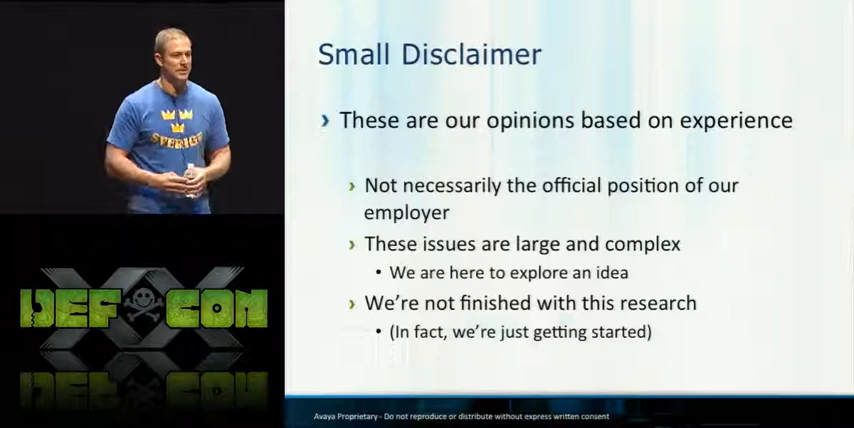 Small Disclaimer
› These are our opinions based on experience
› Not necessarily the official position of our
employer
› These issues are large and complex
• We are here to explore an idea
› We're not finished with this research
• (In fact, we're just getting started)
Avaya Proprietary - Do not reproduce or distribute without express written consent
SVERIGE
XX
DEF CON